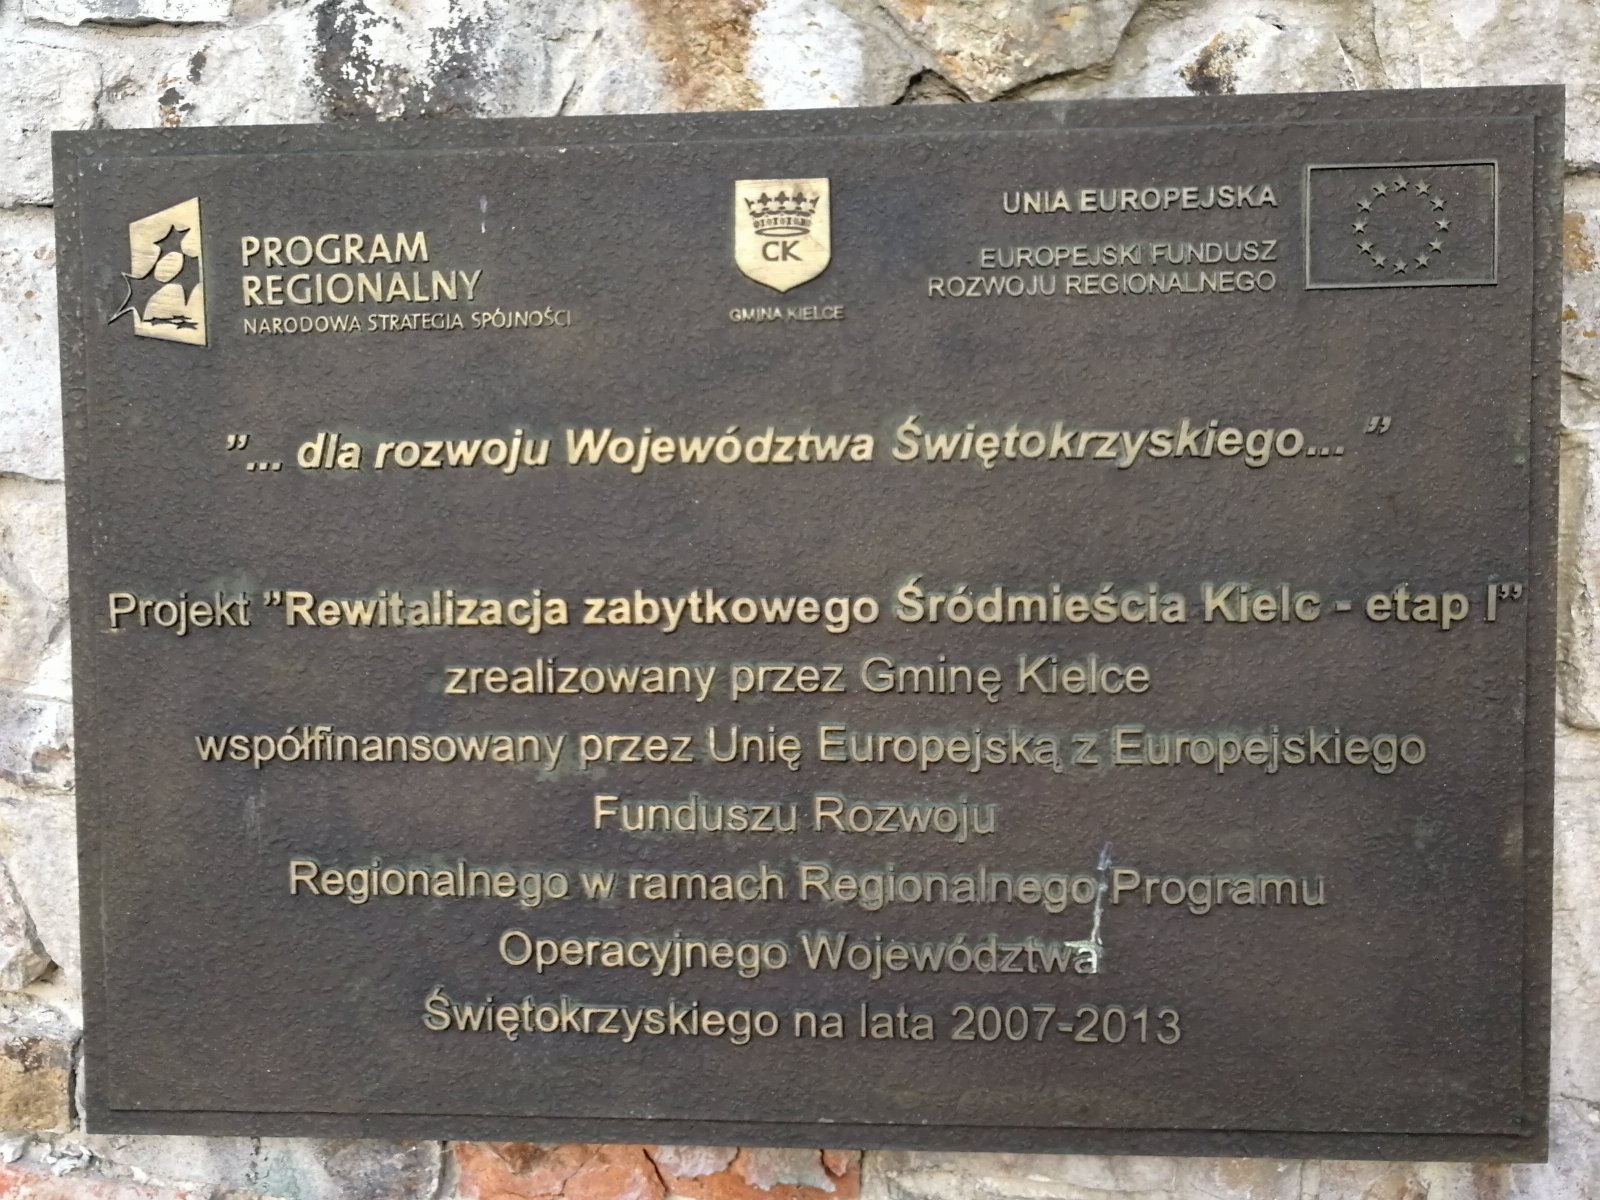 PROGRAM
REGIONALNY
NARODOWA STRATEGIA SPÓJNOŚCI
CK
GMINA KIELCE
UNIA EUROPEJSKA
EUROPEJSKI FUNDUSZ
ROZWOJU REGIONALNEGO
”... dla rozwoju Województwa Świętokrzyskiego... ”
Projekt ”Rewitalizacja zabytkowego Śródmieścia Kielc - etap I”
zrealizowany przez Gminę Kielce
współfinansowany przez Unię Europejską z Europejskiego
Funduszu Rozwoju
Regionalnego w ramach Regionalnego Programu
Operacyjnego Województwa
Świętokrzyskiego na lata 2007-2013